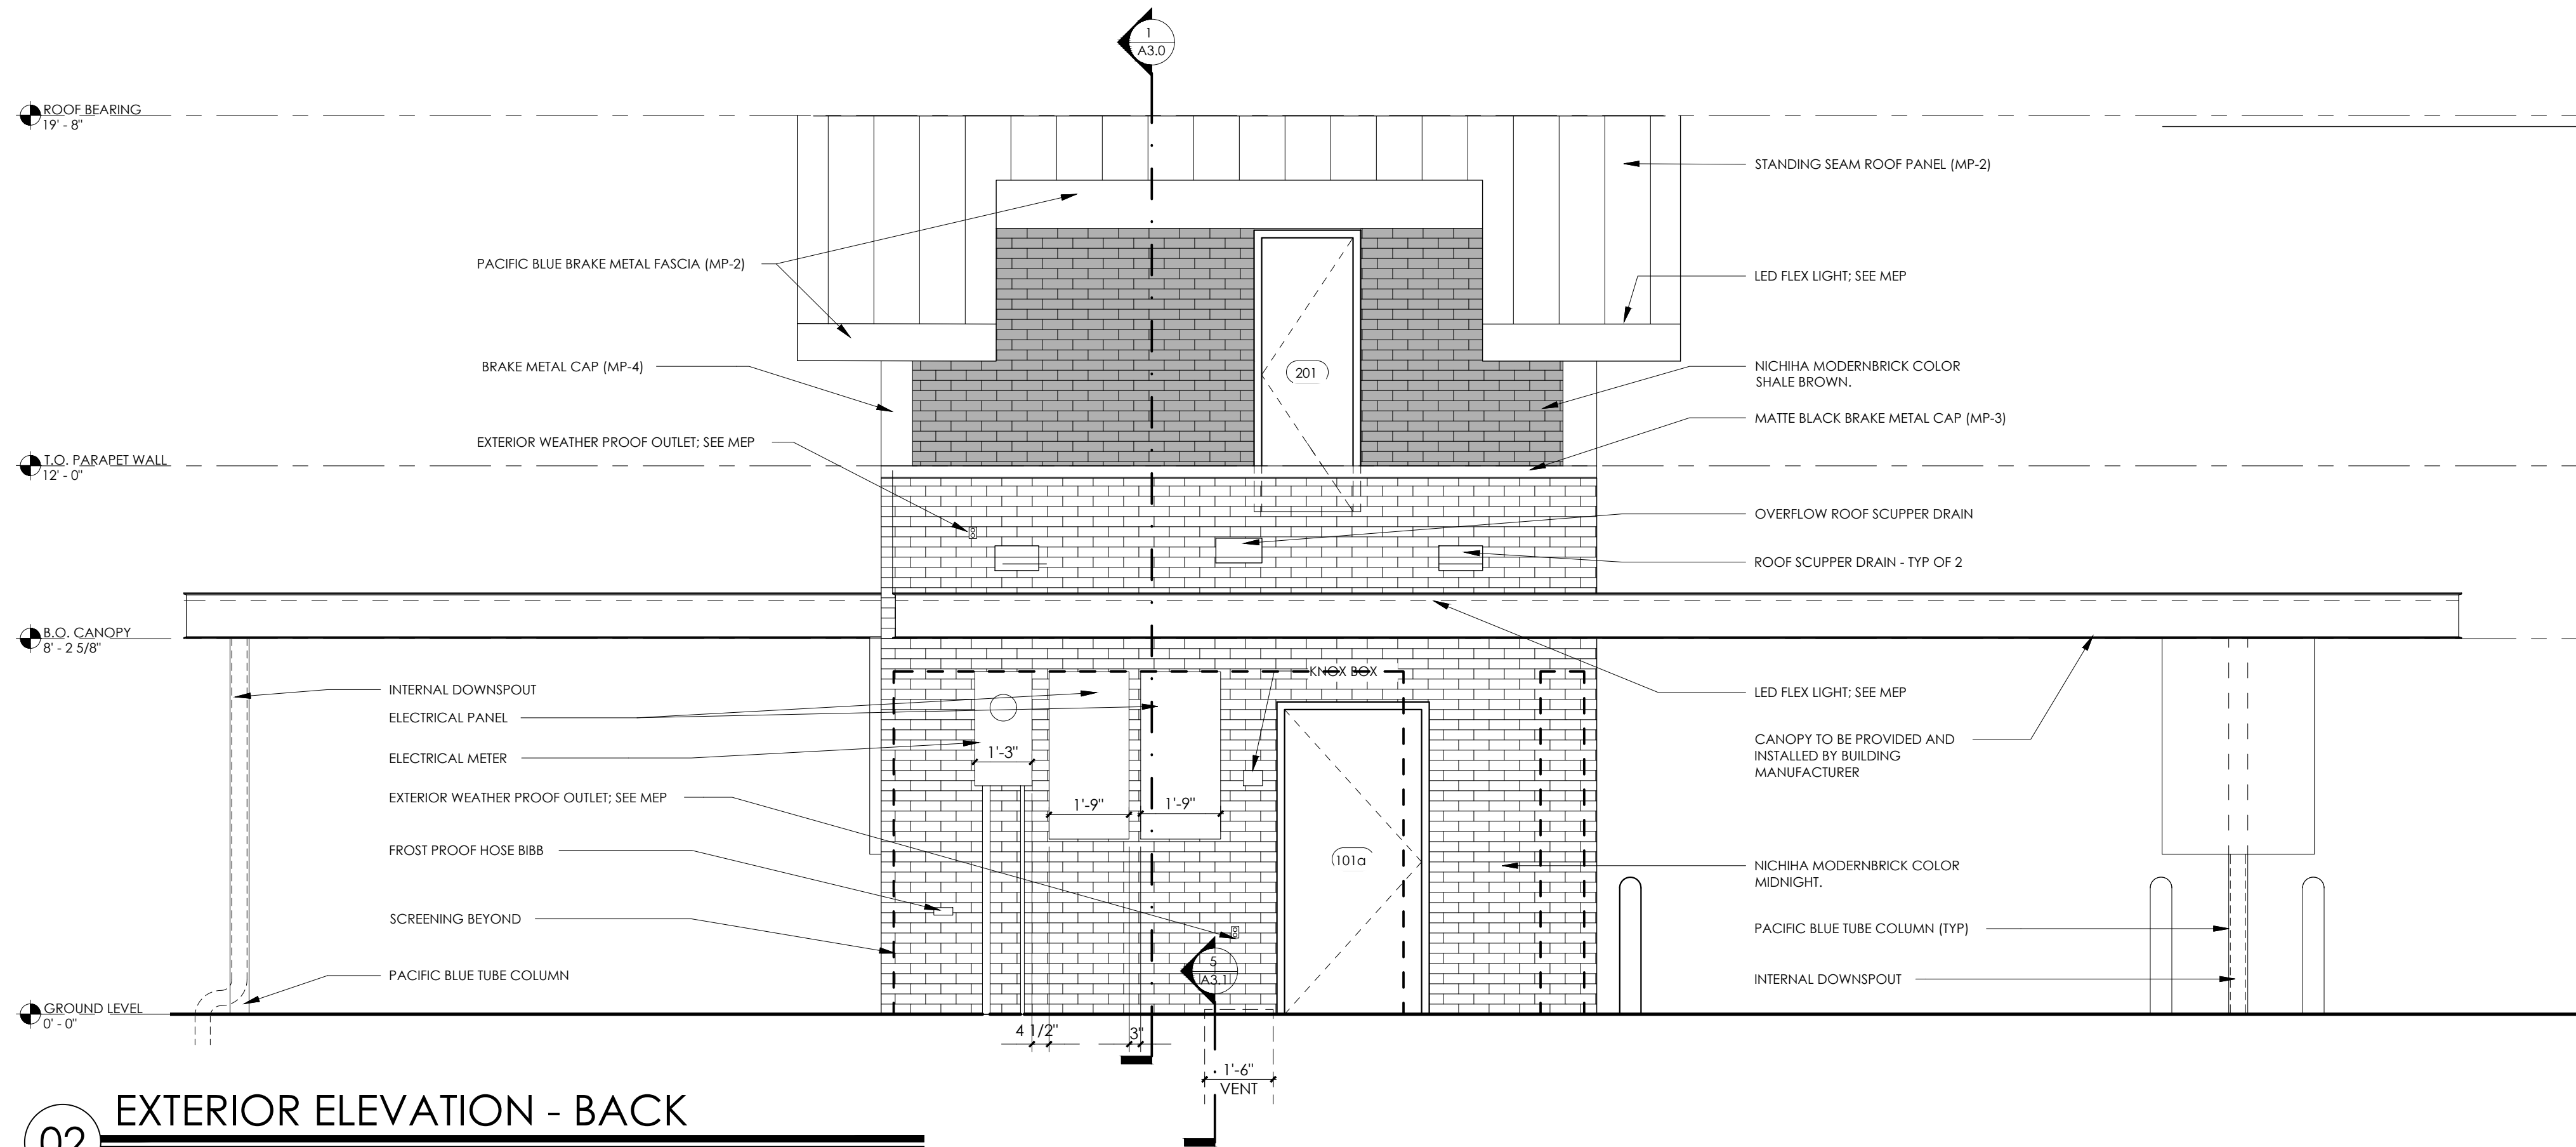 1
A3.0
ROOF BEARING
19' - 8"
STANDING SEAM ROOF PANEL (MP-2)
PACIFIC BLUE BRAKE METAL FASCIA (MP-2)
LED FLEX LIGHT; SEE MEP
BRAKE METAL CAP (MP-4)
201
NICHIHA MODERNBRICK COLOR
SHALE BROWN.
MATTE BLACK BRAKE METAL CAP (MP-3)
EXTERIOR WEATHER PROOF OUTLET; SEE MEP
T.O. PARAPET WALL
12' - 0"
OVERFLOW ROOF SCUPPER DRAIN
ROOF SCUPPER DRAIN - TYP OF 2
B.O. CANOPY
8' - 2 5/8"
KNOX BOX
INTERNAL DOWNSPOUT
ELECTRICAL PANEL
ELECTRICAL METER
EXTERIOR WEATHER PROOF OUTLET; SEE MEP
FROST PROOF HOSE BIBB
SCREENING BEYOND
PACIFIC BLUE TUBE COLUMN
1'-3"
1'-9"
1'-9"
101a
5
A3.1
LED FLEX LIGHT; SEE MEP
CANOPY TO BE PROVIDED AND
INSTALLED BY BUILDING
MANUFACTURER
NICHIHA MODERNBRICK COLOR
MIDNIGHT.
PACIFIC BLUE TUBE COLUMN (TYP)
INTERNAL DOWNSPOUT
GROUND LEVEL
0' - 0"
4 1/2"
3"
1'-6"
VENT
02
EXTERIOR ELEVATION - BACK